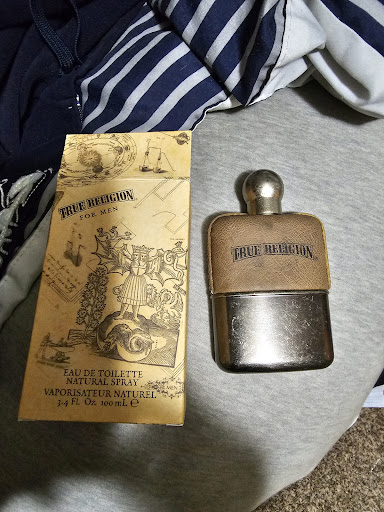 TRUE RELIGION
FOR MEN
EAU DE TOILETTE
NATURAL SPRAY
VAPORISATEUR NATUREL
3.4 Fl. Oz. 100 mL ℮
TRUE RELIGION